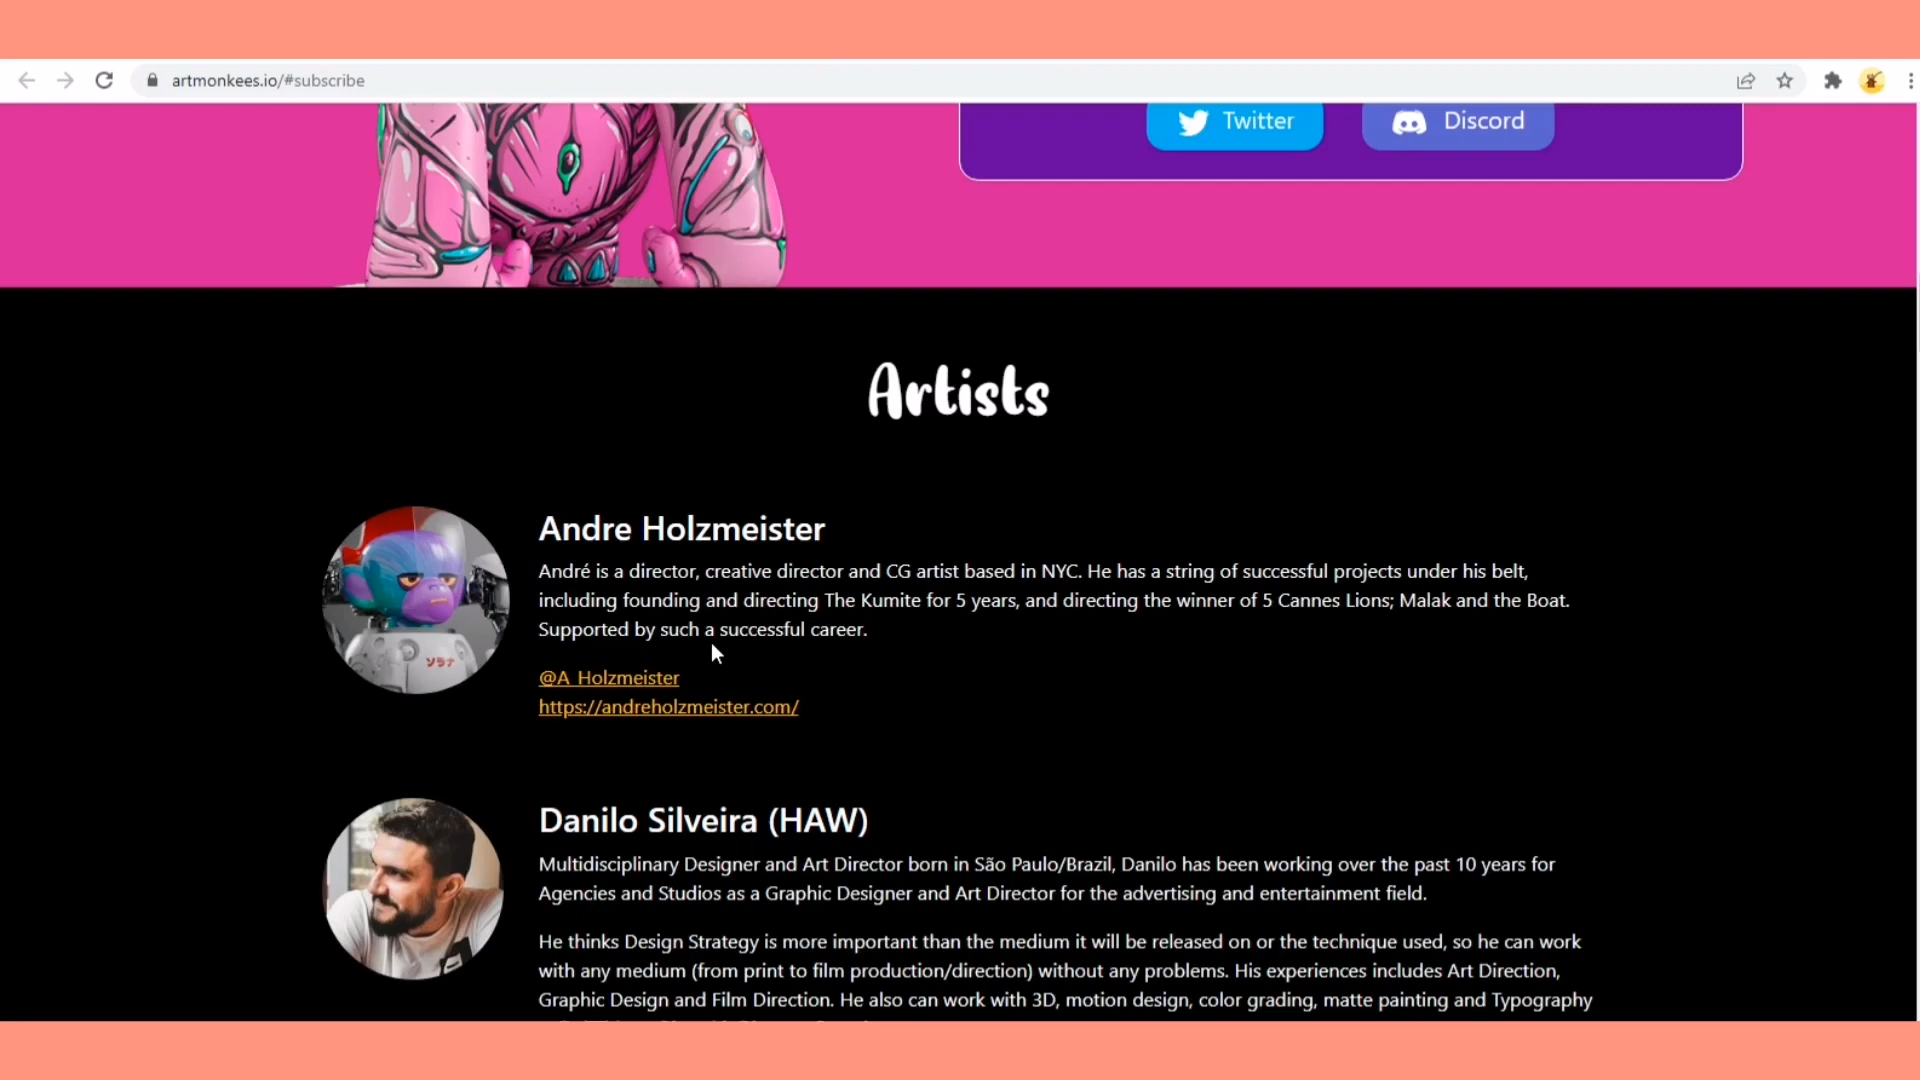 artmonkees.io/#subscribe
Twitter
Discord
Artists
Andre Holzmeister
André is a director, creative director and CG artist based in NYC. He has a string of successful projects under his belt,
including founding and directing The Kumite for 5 years, and directing the winner of 5 Cannes Lions; Malak and the Boat.
Supported by such a successful career.
ソラナ
@A_Holzmeister
https://andreholzmeister.com/
Danilo Silveira (HAW)
Multidisciplinary Designer and Art Director born in São Paulo/Brazil, Danilo has been working over the past 10 years for
Agencies and Studios as a Graphic Designer and Art Director for the advertising and entertainment field.
He thinks Design Strategy is more important than the medium it will be released on or the technique used, so he can work
with any medium (from print to film production/direction) without any problems. His experiences includes Art Direction,
Graphic Design and Film Direction. He also can work with 3D, motion design, color grading, matte painting and Typography